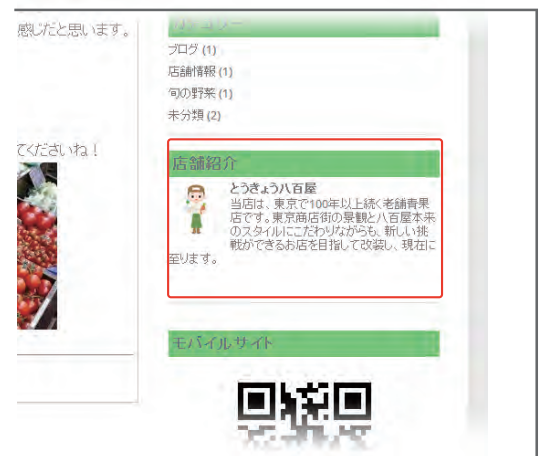 感じだと思います。
てくださいね！
ブログ (1)
店舗情報 (1)
旬の野菜 (1)
未分類 (2)
店舗紹介
とうきょう八百屋
当店は、東京で100年以上続く老舗青果
店です。東京商店街の景観と八百屋本来
のスタイルにこだわりながらも、新しい挑
戦ができるお店を目指して改装し、現在に
至ります。
モバイルサイト